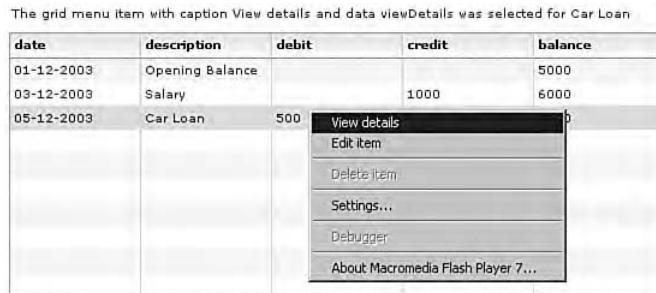 The grid menu item with caption View details and data viewDetails was selected for Car Loan
date description debit credit balance
01-12-2003 Opening Balance 5000
03-12-2003 Salary 1000 6000
05-12-2003 Car Loan 500
View details
Edit item
Delete item
Settings...
Debugger
About Macromedia Flash Player 7...